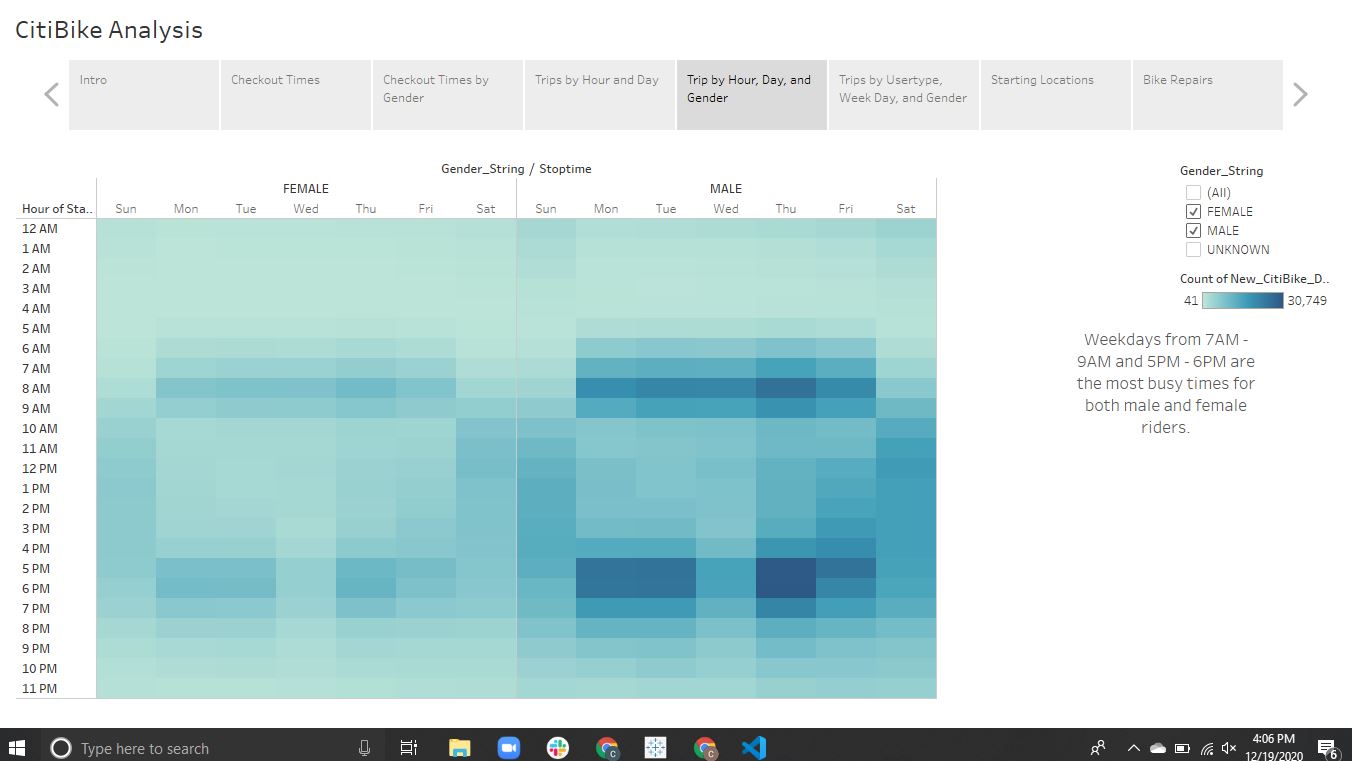 CitiBike Analysis
Intro
Checkout Times
Checkout Times by
Gender
Trips by Hour and Day
Trip by Hour, Day, and
Gender
Trips by Usertype,
Week Day, and Gender
Starting Locations
Bike Repairs
Gender_String / Stoptime
FEMALE MALE
Hour of Sta.. Sun Mon Tue Wed Thu Fri Sat Sun Mon Tue Wed Thu Fri Sat
12 AM
1 AM
2 AM
3 AM
4 AM
5 AM
6 AM
7 AM
8 AM
9 AM
10 AM
11 AM
12 PM
1 PM
2 PM
3 PM
4 PM
5 PM
6 PM
7 PM
8 PM
9 PM
10 PM
11 PM
Gender_String
(All)
FEMALE
MALE
UNKNOWN
Count of New_CitiBike_D..
41 30,749
Weekdays from 7AM -
9AM and 5PM - 6PM are
the most busy times for
both male and female
riders.
Type here to search
C
C
4:06 PM
12/19/2020
6